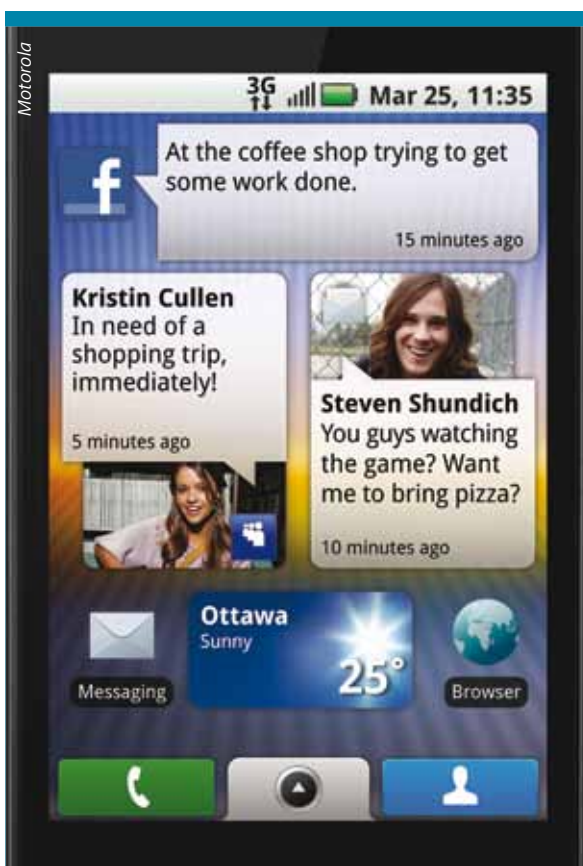 Motorola
3G
Mar 25, 11:35
f
At the coffee shop trying to get
some work done.
15 minutes ago
Kristin Cullen
In need of a
shopping trip,
immediately!
5 minutes ago
Steven Shundich
You guys watching
the game? Want
me to bring pizza?
10 minutes ago
Ottawa
Sunny
25°
Messaging
Browser